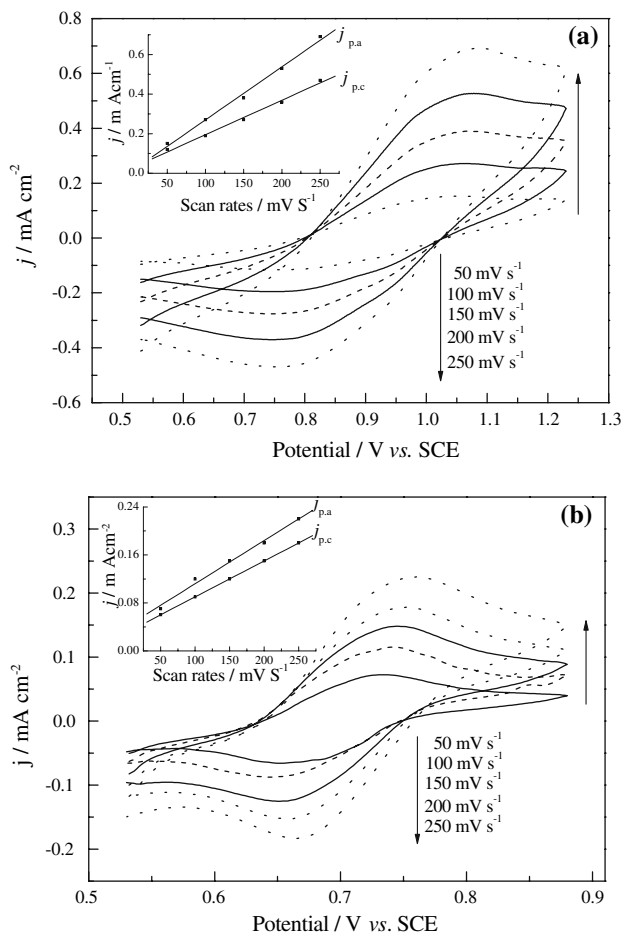 (a)
j / mA cm-2
0.8
0.6
0.4
0.2
0.0
-0.2
-0.4
-0.6
j / m Acm-1
0.6
0.4
0.2
0.0
50 100 150 200 250
Scan rates / mV S-1
jp.a
jp.c
50 mV s-1
100 mV s-1
150 mV s-1
200 mV s-1
250 mV s-1
0.5 0.6 0.7 0.8 0.9 1.0 1.1 1.2 1.3
Potential / V vs. SCE
(b)
j / mA cm-2
0.3
0.2
0.1
0.0
-0.1
-0.2
j / m Acm-2
0.24
0.16
0.08
0.00
50 100 150 200 250
Scan rates / mV S-1
jp.a
jp.c
50 mV s-1
100 mV s-1
150 mV s-1
200 mV s-1
250 mV s-1
0.5 0.6 0.7 0.8 0.9
Potential / V vs. SCE